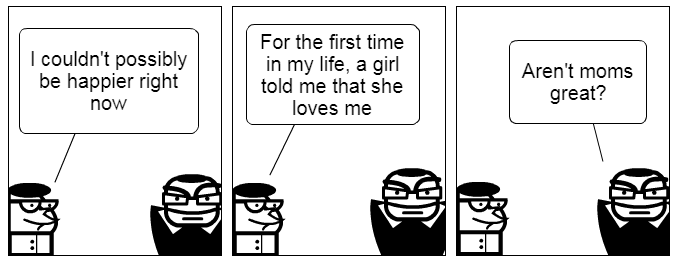 I couldn't possibly
be happier right
now
For the first time
in my life, a girl
told me that she
loves me
Aren't moms
great?